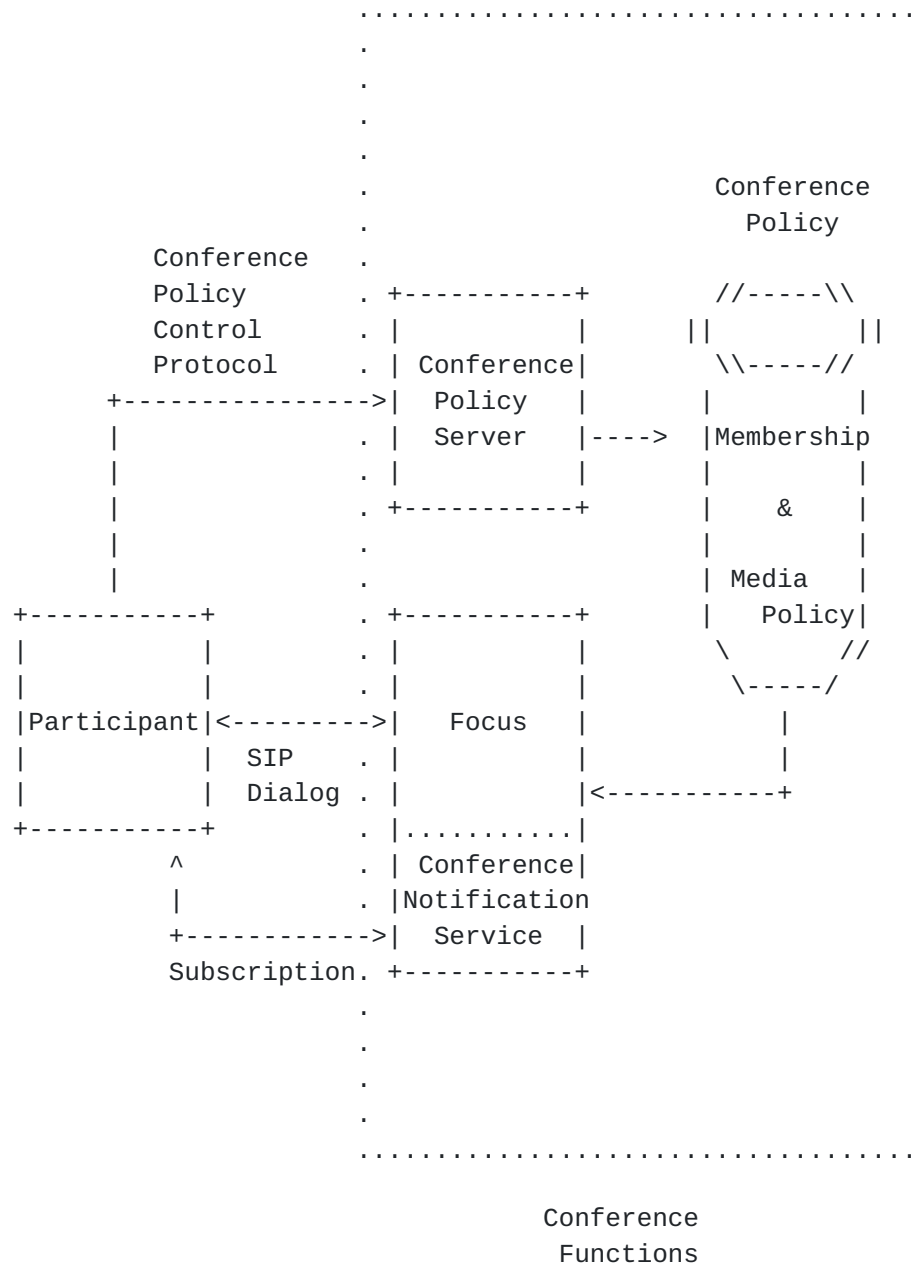 Conference
Policy
Conference
Policy
Control
Protocol
Conference
Policy
Server
Membership
&
Media
Policy
Participant
Focus
SIP
Dialog
Conference
Notification
Service
Subscription
Conference
Functions